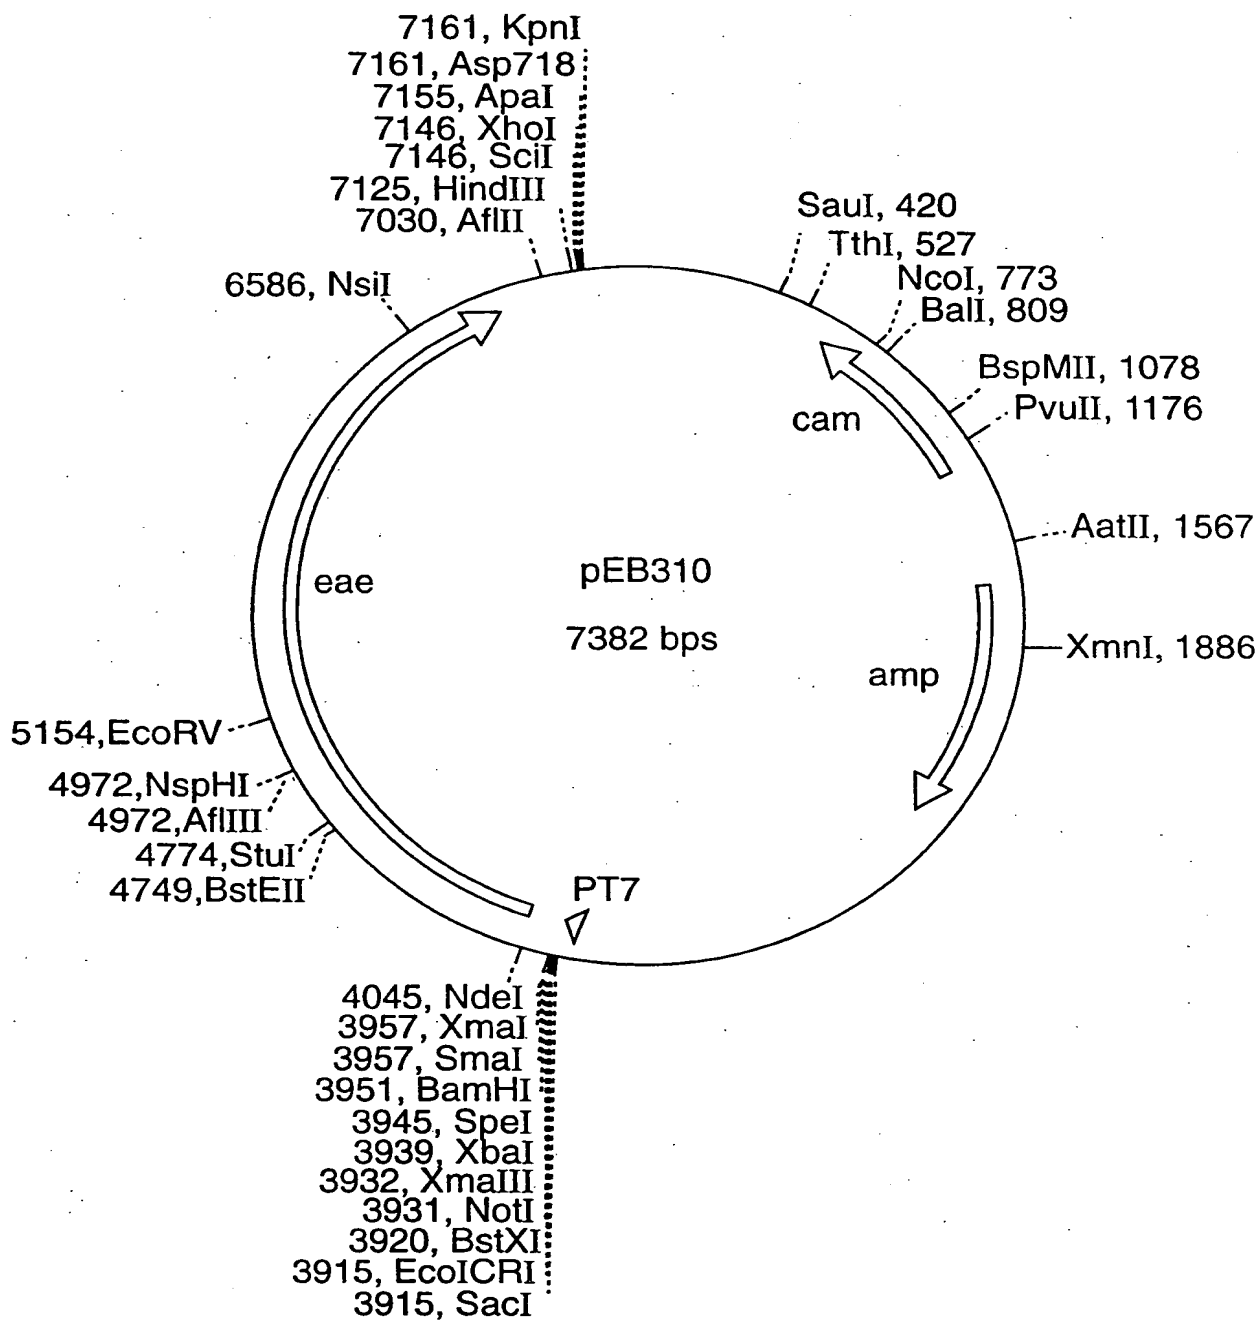 7161, KpnI
7161, Asp718
7155, ApaI
7146, XhoI
7146, SciI
7125, HindIII
7030, AflII
6586, NsiI
SauI, 420
TthI, 527
NcoI, 773
BalI, 809
BspMII, 1078
PvuII, 1176
cam
AatII, 1567
pEB310
7382 bps
eae
XmnI, 1886
amp
5154,EcoRV
4972,NspHI
4972,AflIII
4774,StuI
4749,BstEII
PT7
4045, NdeI
3957, XmaI
3957, SmaI
3951, BamHI
3945, SpeI
3939, XbaI
3932, XmaIII
3931, NotI
3920, BstXI
3915, EcoICRI
3915, SacI